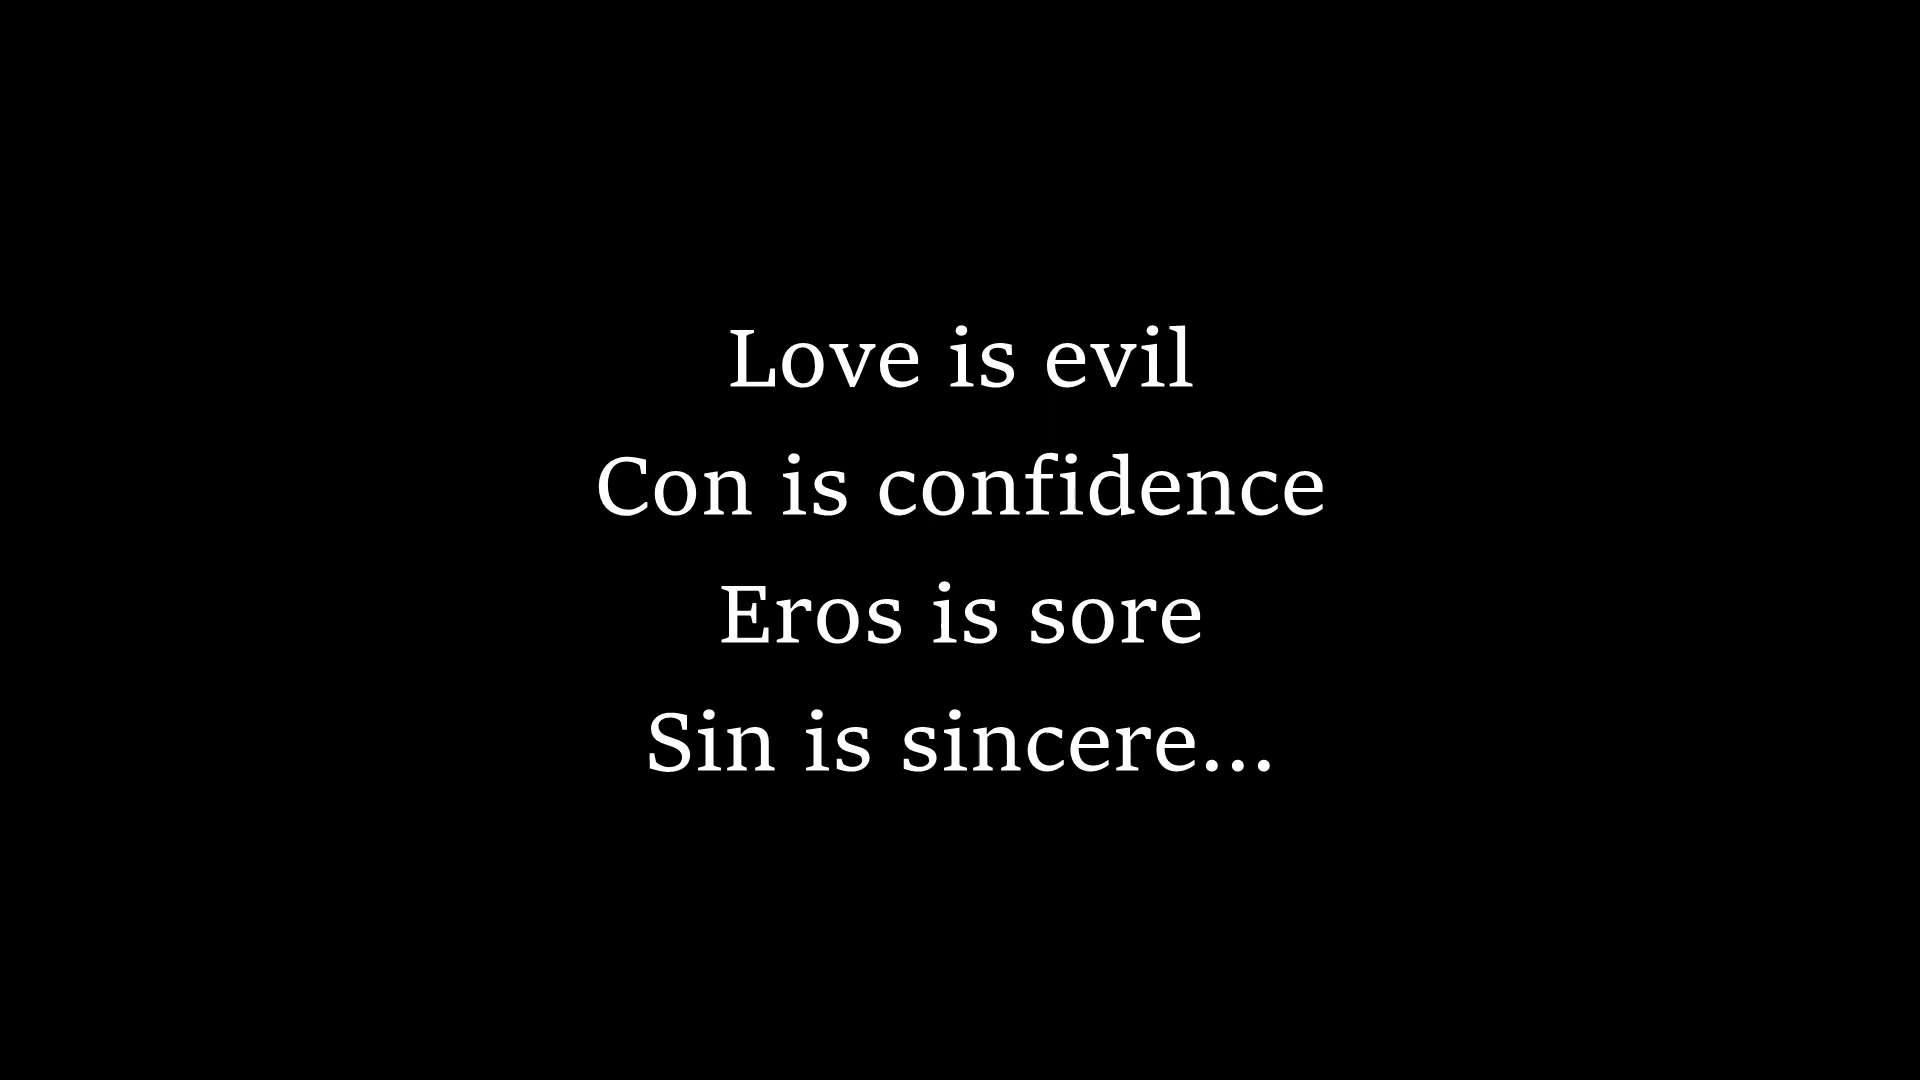 Love is evil
Con is confidence
Eros is sore
Sin is sincere...